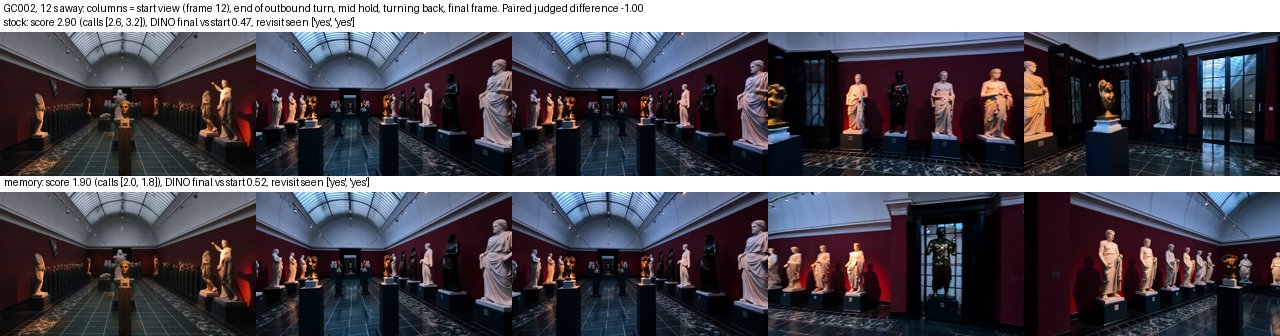 GC002, 12 s away: columns = start view (frame 12), end of outbound turn, mid hold, turning back, final frame. Paired judged difference -1.00
stock: score 2.90 (calls [2.6, 3.2]), DINO final vs start 0.47, revisit seen ['yes', 'yes']
memory: score 1.90 (calls [2.0, 1.8]), DINO final vs start 0.52, revisit seen ['yes', 'yes']